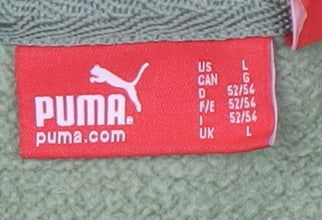 PUMA®
puma.com
US L
CAN G
D 52/54
F/E 52/54
I 52/54
UK L